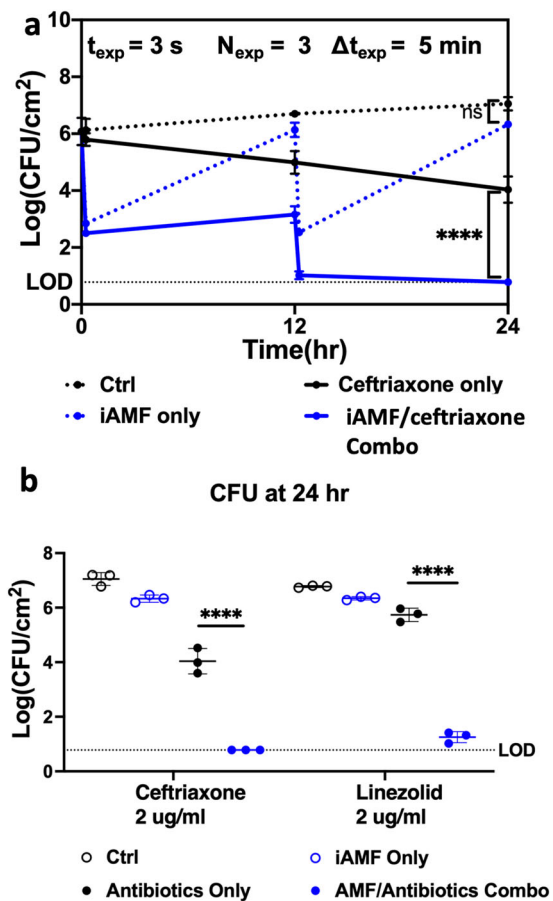 a
t_exp = 3 s N_exp = 3 Δt_exp = 5 min
Log(CFU/cm²)
10
8
6
4
2
0
LOD
ns
****
0
12
24
Time(hr)
Ctrl
Ceftriaxone only
iAMF only
iAMF/ceftriaxone
Combo
b
CFU at 24 hr
Log(CFU/cm²)
8
6
4
2
0
****
****
LOD
Ceftriaxone
2 ug/ml
Linezolid
2 ug/ml
Ctrl
iAMF Only
Antibiotics Only
AMF/Antibiotics Combo